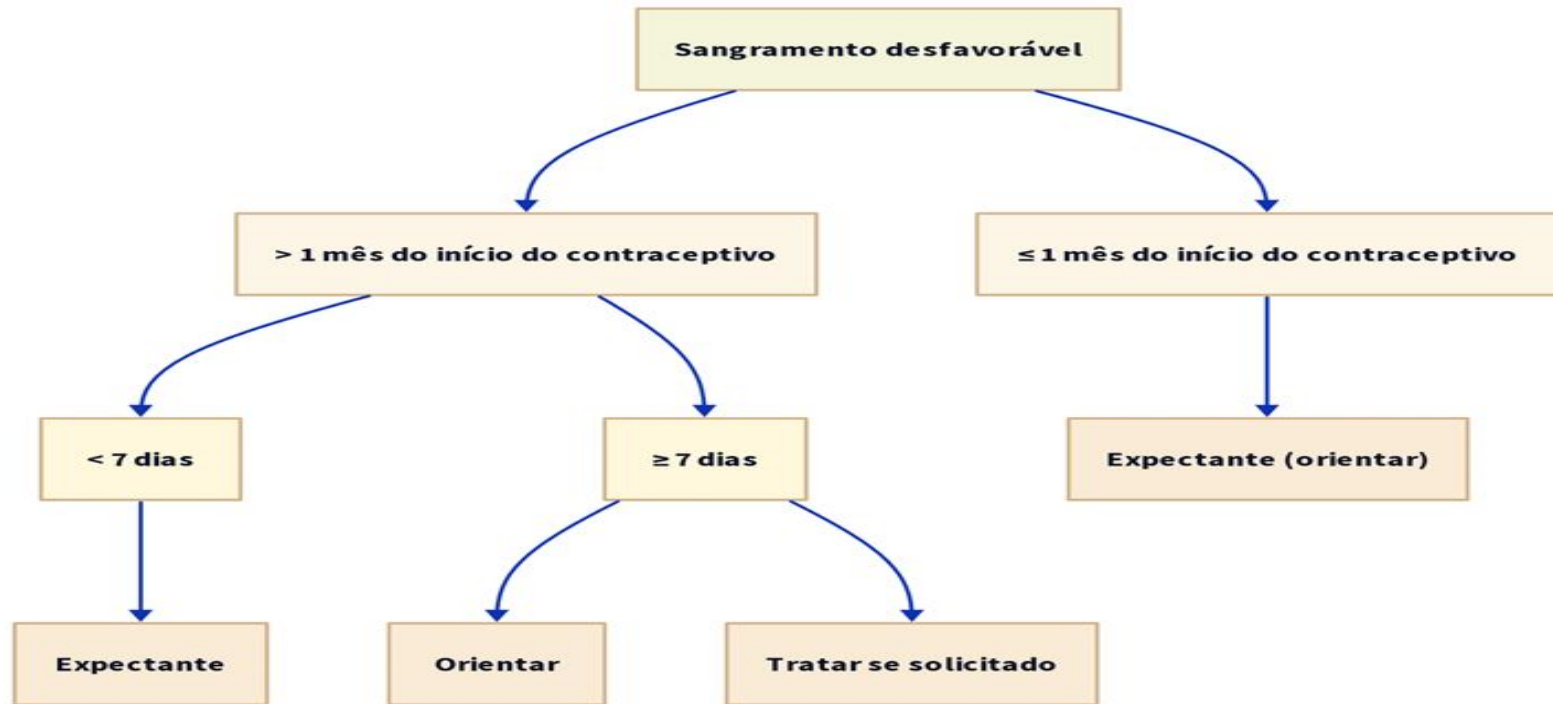 Sangramento desfavorável
> 1 mês do início do contraceptivo
≤ 1 mês do início do contraceptivo
< 7 dias
≥ 7 dias
Expectante (orientar)
Expectante
Orientar
Tratar se solicitado